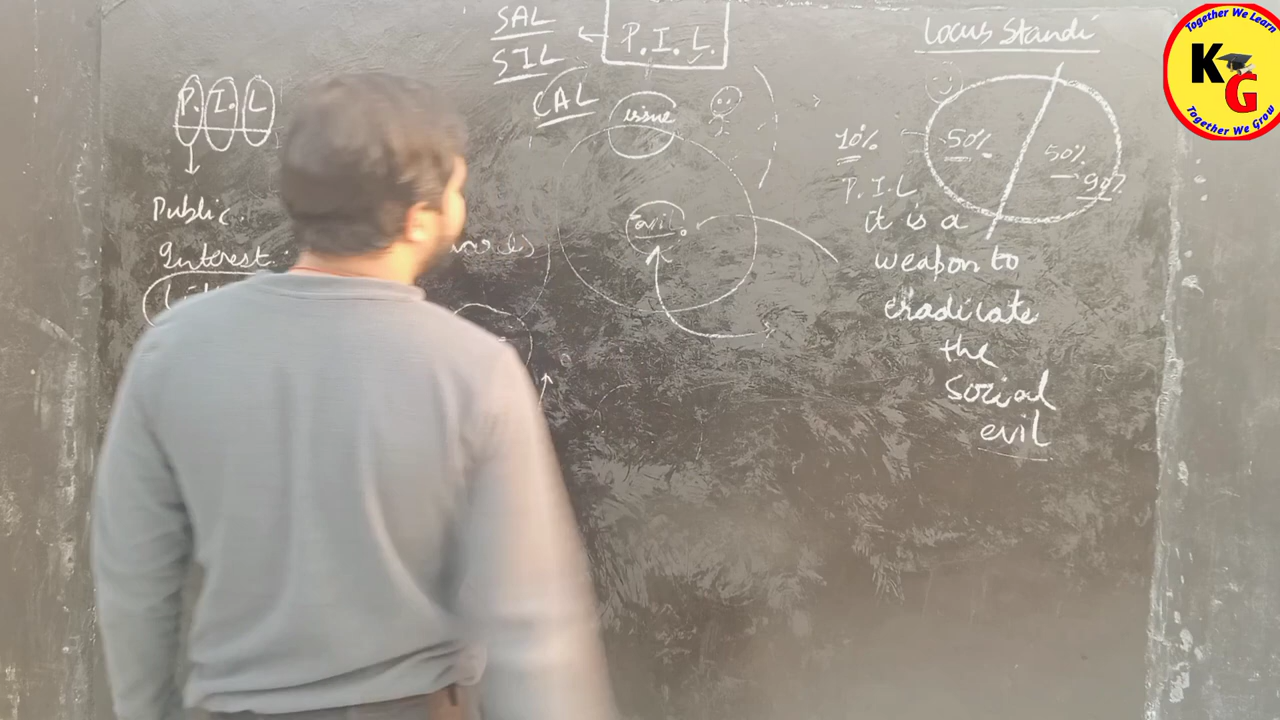 SAL
SIL
CAL
P.I.L.
Locus Standi
P. I. L
Public
Interest
issue
evil
10%
50%
50%
90%
P.I.L
it is a
weapon to
eradicate
the
social
evil
Together We Learn
KG
Together We Grow